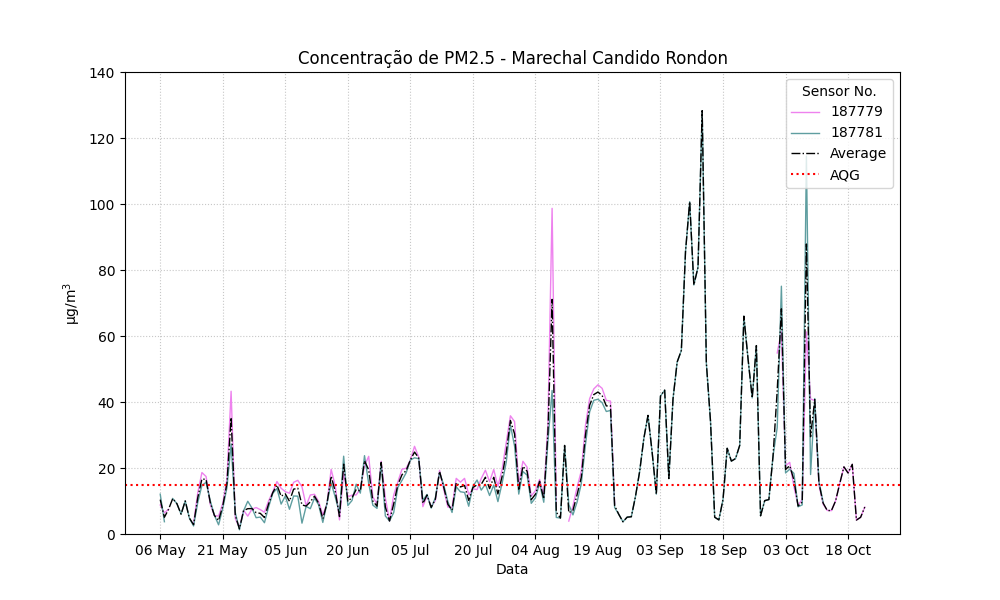 Concentração de PM2.5 - Marechal Candido Rondon
140
120
100
80
60
40
20
0
µg/m³
Sensor No.
187779
187781
Average
AQG
06 May 21 May 05 Jun 20 Jun 05 Jul 20 Jul 04 Aug 19 Aug 03 Sep 18 Sep 03 Oct 18 Oct
Data